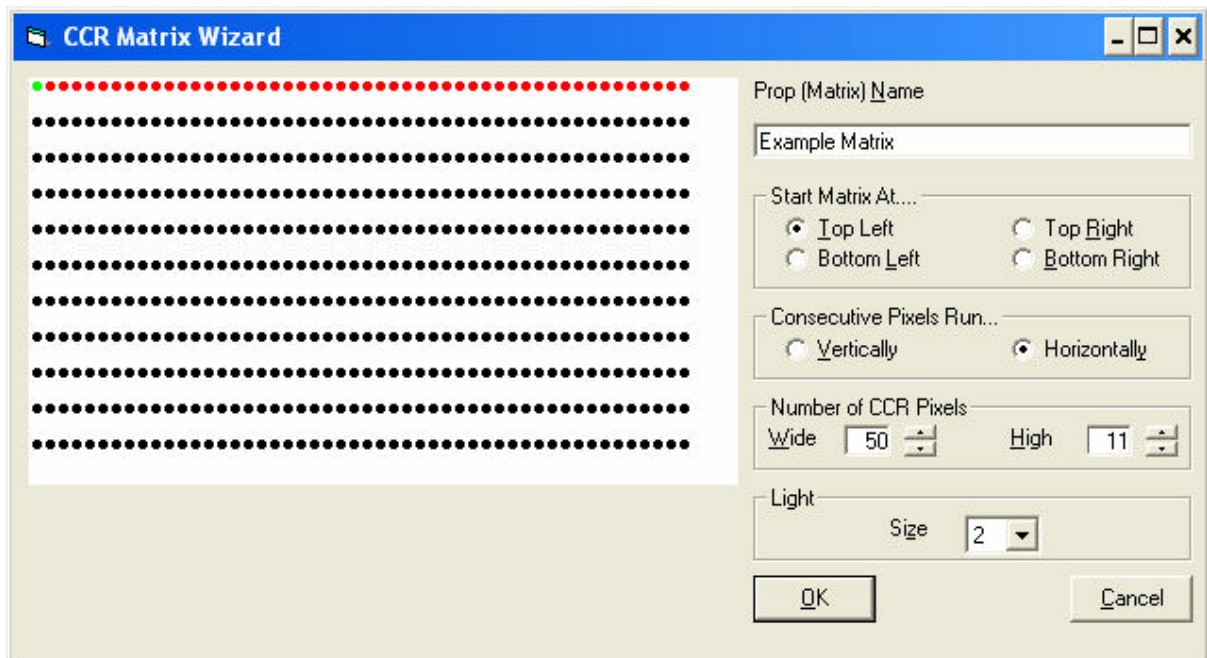 CCR Matrix Wizard
Prop (Matrix) Name
Example Matrix
Start Matrix At....
Top Left
Top Right
Bottom Left
Bottom Right
Consecutive Pixels Run...
Vertically
Horizontally
Number of CCR Pixels
Wide 50 High 11
Light
Size 2
OK Cancel